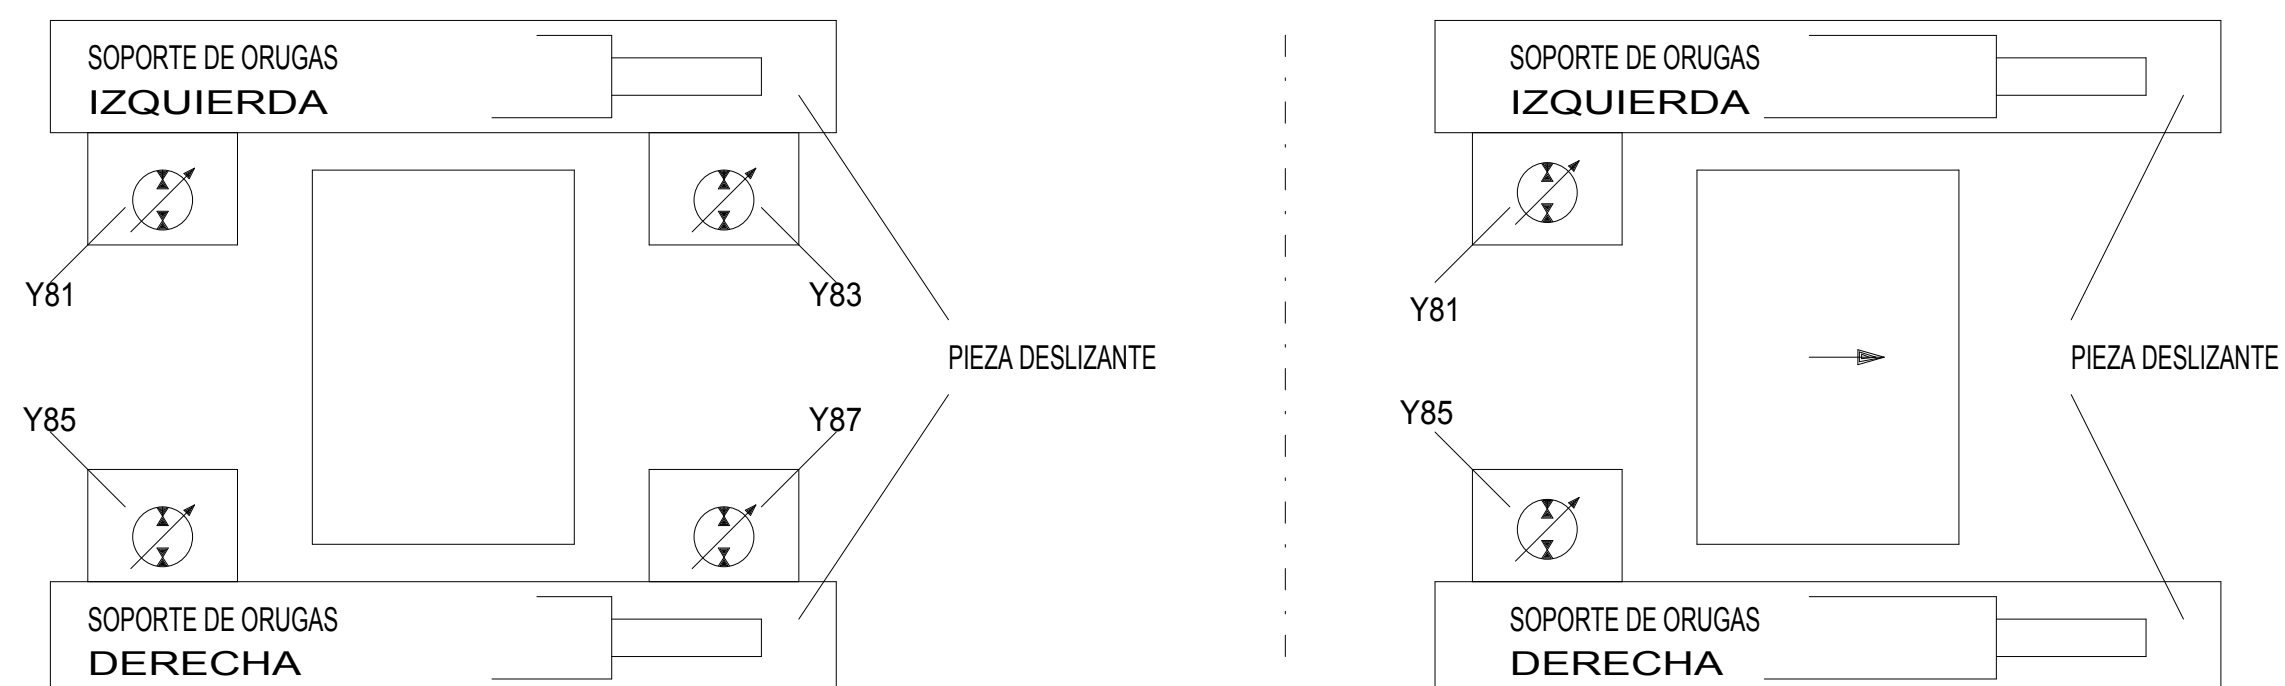 SOPORTE DE ORUGAS
IZQUIERDA
Y81
Y83
PIEZA DESLIZANTE
Y85
Y87
SOPORTE DE ORUGAS
DERECHA
SOPORTE DE ORUGAS
IZQUIERDA
Y81
PIEZA DESLIZANTE
Y85
SOPORTE DE ORUGAS
DERECHA